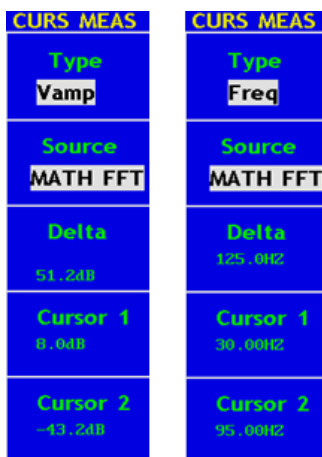 CURS MEAS
Type
Vamp
Source
MATH FFT
Delta
51.2dB
Cursor 1
8.0dB
Cursor 2
-43.2dB
CURS MEAS
Type
Freq
Source
MATH FFT
Delta
125.0HZ
Cursor 1
30.00HZ
Cursor 2
95.00HZ